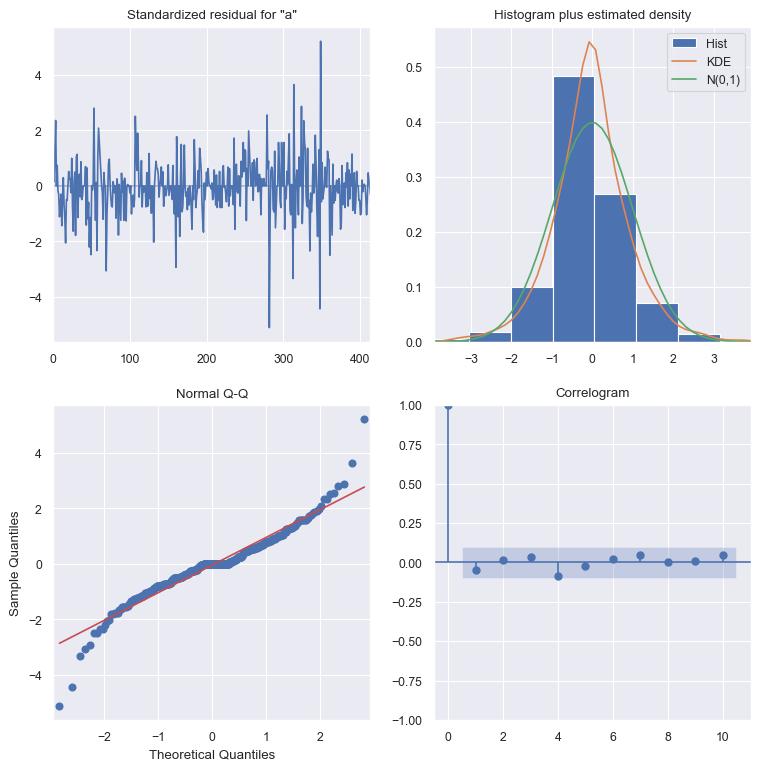 Standardized residual for "a"
4
2
0
−2
−4
0 100 200 300 400
Histogram plus estimated density
Hist
KDE
N(0,1)
0.5
0.4
0.3
0.2
0.1
0.0
−3 −2 −1 0 1 2 3
Normal Q-Q
Sample Quantiles
4
2
0
−2
−4
−2 −1 0 1 2
Theoretical Quantiles
Correlogram
1.00
0.75
0.50
0.25
0.00
−0.25
−0.50
−0.75
−1.00
0 2 4 6 8 10